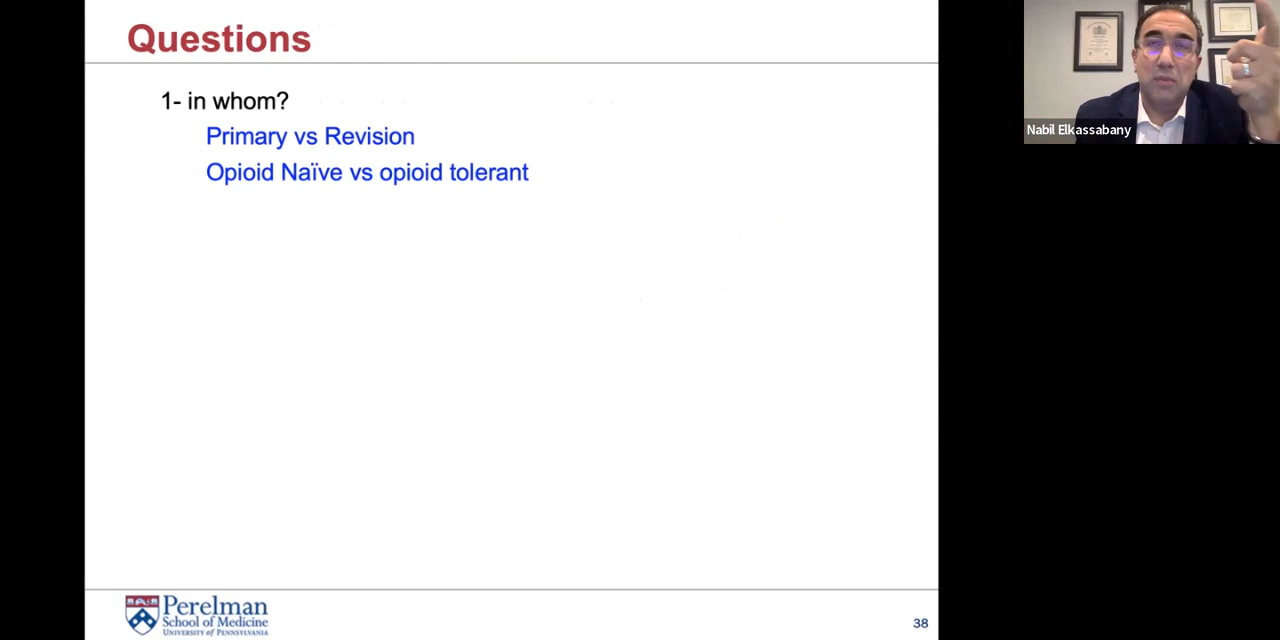 Questions
1- in whom?
Primary vs Revision
Opioid Naïve vs opioid tolerant
Perelman
School of Medicine
UNIVERSITY of PENNSYLVANIA
38
Nabil Elkassabany